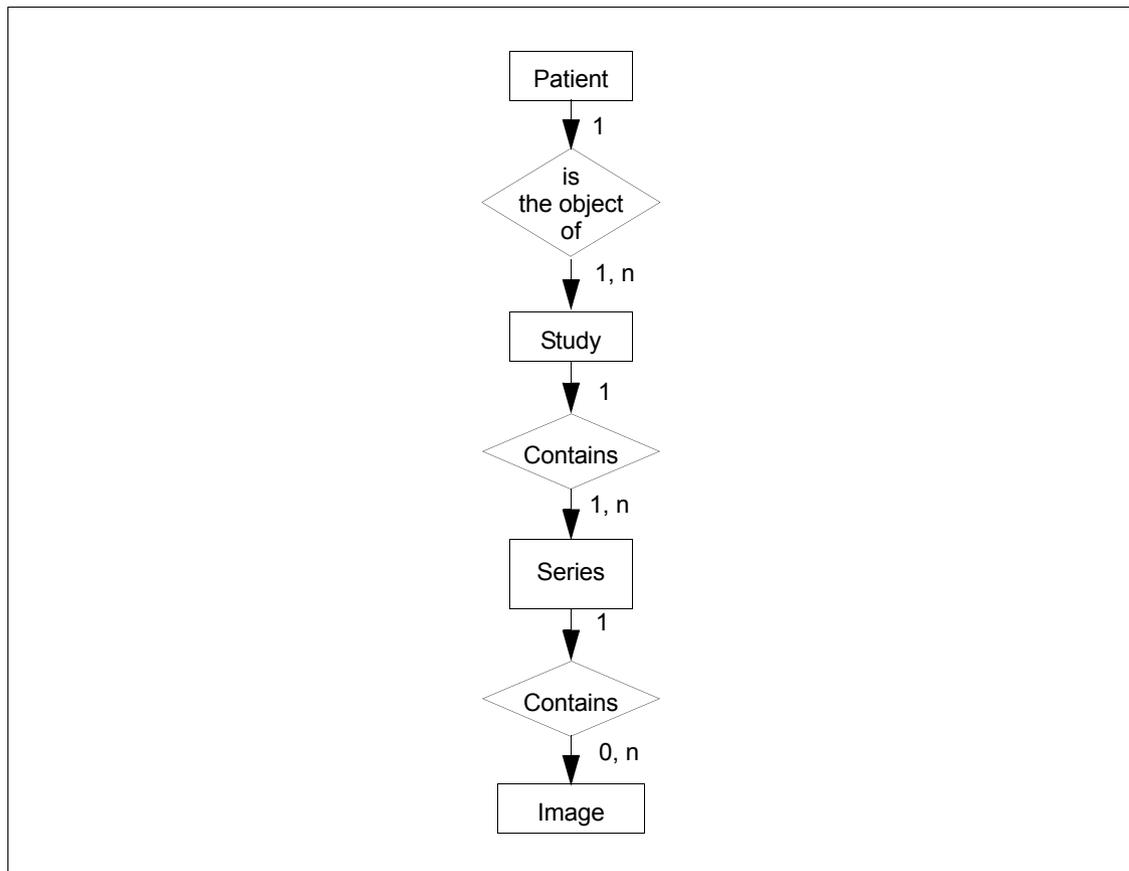 Patient
1
is
the object
of
1, n
Study
1
Contains
1, n
Series
1
Contains
0, n
Image